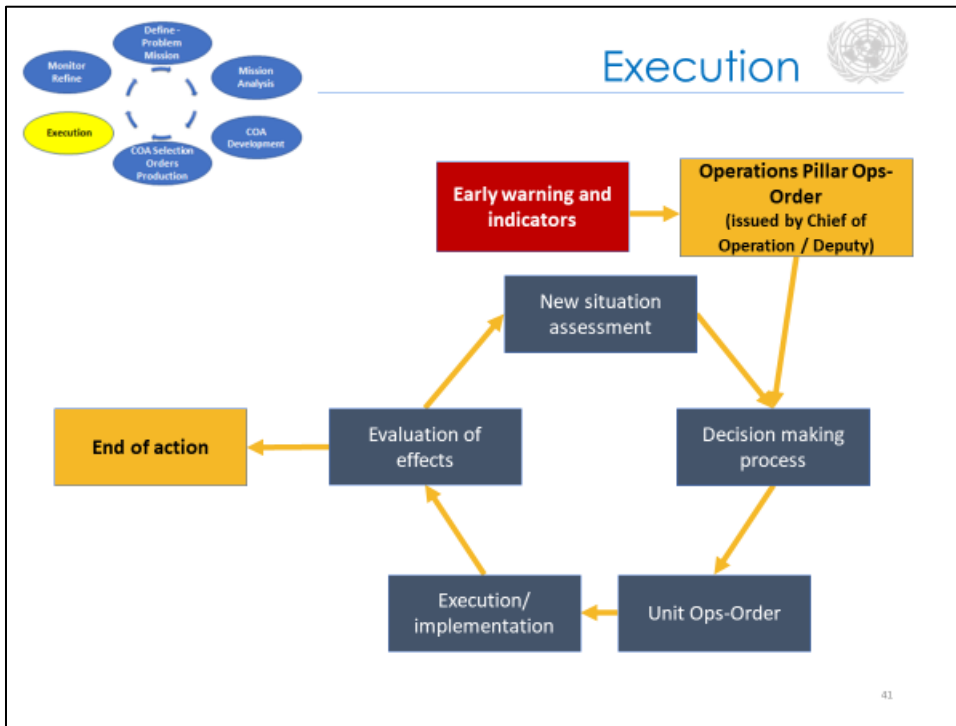 Define -
Problem
Mission
Monitor
Refine
Mission
Analysis
Execution
COA
Development
COA Selection
Orders
Production
Execution
Early warning and
indicators
Operations Pillar Ops-
Order
(issued by Chief of
Operation / Deputy)
New situation
assessment
End of action
Evaluation of
effects
Decision making
process
Execution/
implementation
Unit Ops-Order
41